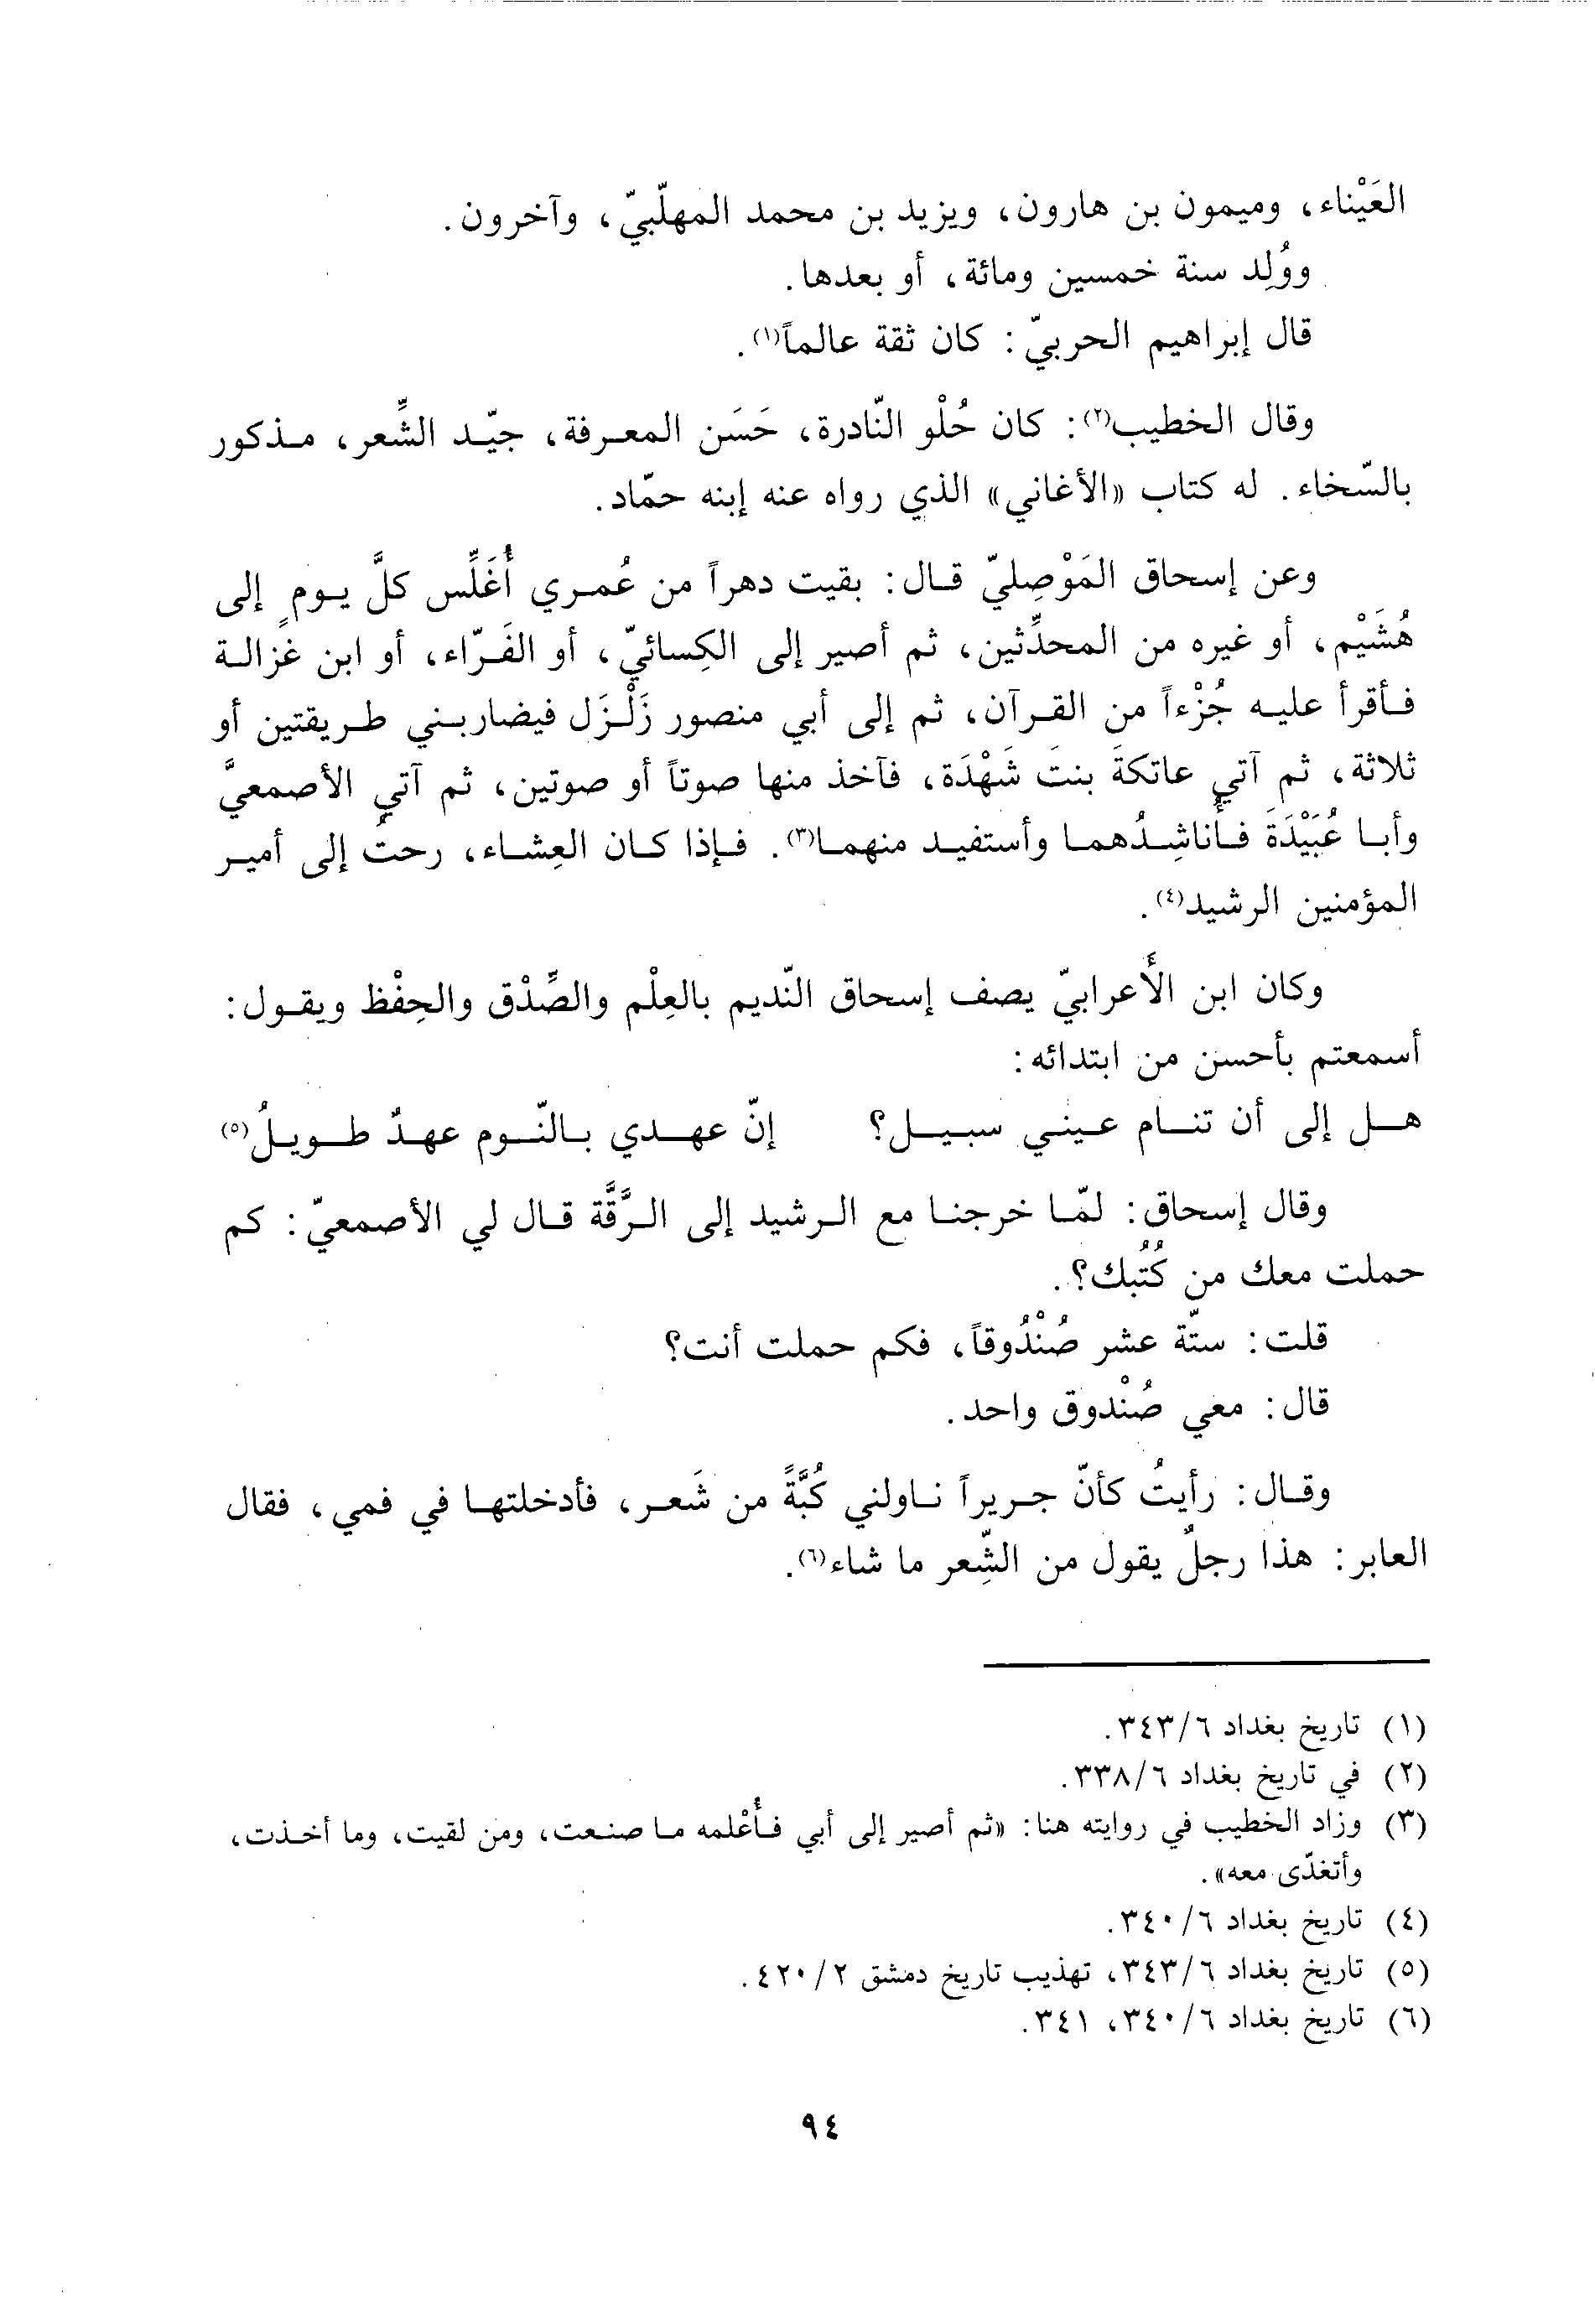 العَيْناء، وميمون بن هارون، ويزيد بن محمد المهلّبيّ، وآخرون.
ووُلِد سنة خمسين ومائة، أو بعدها.
قال إبراهيم الحربيّ: كان ثقة عالماً(١).
وقال الخطيب(٢): كان حُلْو النّادرة، حَسَن المعرفة، جيّد الشِّعر، مذكور
بالسّخاء. له كتاب «الأغاني» الذي رواه عنه إبنه حمّاد.
وعن إسحاق المَوْصِليّ قال: بقيت دهراً من عُمري أُغَلِّس كلَّ يومٍ إلى
هُشَيْم، أو غيره من المحدِّثين، ثم أصير إلى الكِسائيّ، أو الفَرّاء، أو ابن غزالة
فأقرأ عليه جُزْءاً من القرآن، ثم إلى أبي منصور زَلْزَل فيضاربني طريقتين أو
ثلاثة، ثم آتي عاتكةَ بنتَ شَهْدَة، فآخذ منها صوتاً أو صوتين، ثم آتي الأصمعيَّ
وأبا عُبَيْدَةَ فأُناشِدُهما وأستفيد منهما(٣). فإذا كان العِشاء، رحتُ إلى أمير
المؤمنين الرشيد(٤).
وكان ابن الأَعرابيّ يصف إسحاق النّديم بالعِلْم والصِّدْق والحِفْظ ويقول:
أسمعتم بأحسن من ابتدائه:
هل إلى أن تنام عيني سبيل؟ إنّ عهدي بالنّوم عهدٌ طويلُ(٥)
وقال إسحاق: لمّا خرجنا مع الرشيد إلى الرَّقَّة قال لي الأصمعيّ: كم
حملت معك من كُتُبك؟.
قلت: ستّة عشر صُنْدُوقاً، فكم حملت أنت؟
قال: معي صُنْدوق واحد.
وقال: رأيتُ كأنّ جريراً ناولني كُبَّةً من شَعر، فأدخلتها في فمي، فقال
العابر: هذا رجلٌ يقول من الشِّعر ما شاء(٦).
(١) تاريخ بغداد ٣٤٣/٦.
(٢) في تاريخ بغداد ٣٣٨/٦.
(٣) وزاد الخطيب في روايته هنا: «ثم أصير إلى أبي فأُعْلمه ما صنعت، ومن لقيت، وما أخذت،
وأتغدّى معه».
(٤) تاريخ بغداد ٣٤٠/٦.
(٥) تاريخ بغداد ٣٤٣/٦، تهذيب تاريخ دمشق ٤٢٠/٢.
(٦) تاريخ بغداد ٣٤٠/٦، ٣٤١.
٩٤